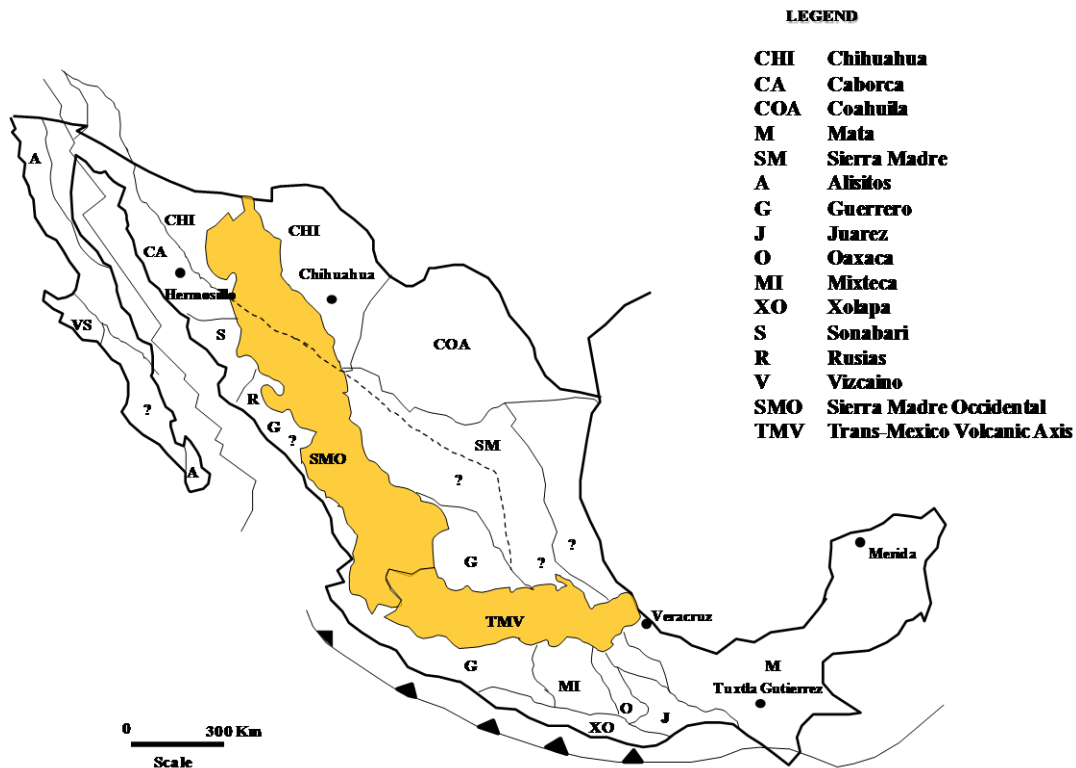 LEGEND
CHI Chihuahua
CA Caborca
COA Coahuila
M Mata
SM Sierra Madre
A Alisitos
G Guerrero
J Juarez
O Oaxaca
MI Mixteca
XO Xolapa
S Sonabari
R Rusias
V Vizcaino
SMO Sierra Madre Occidental
TMV Trans-Mexico Volcanic Axis
A
CHI
CHI
CA
Chihuahua
Hermosillo
VS
S
COA
R
?
G
?
SM
SMO
?
A
?
?
G
Merida
Veracruz
TMV
G
M
MI
Tuxtla Gutierrez
O
J
XO
0 300 Km
Scale